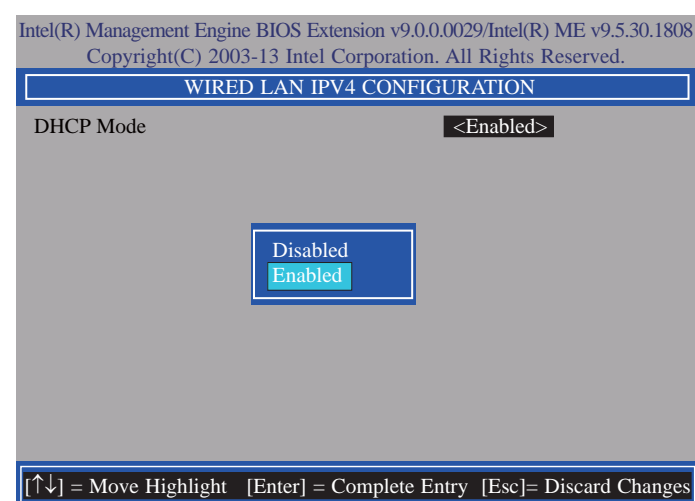 Intel(R) Management Engine BIOS Extension v9.0.0.0029/Intel(R) ME v9.5.30.1808
Copyright(C) 2003-13 Intel Corporation. All Rights Reserved.
WIRED LAN IPV4 CONFIGURATION
DHCP Mode <Enabled>
Disabled
Enabled
[↑↓] = Move Highlight [Enter] = Complete Entry [Esc]= Discard Changes